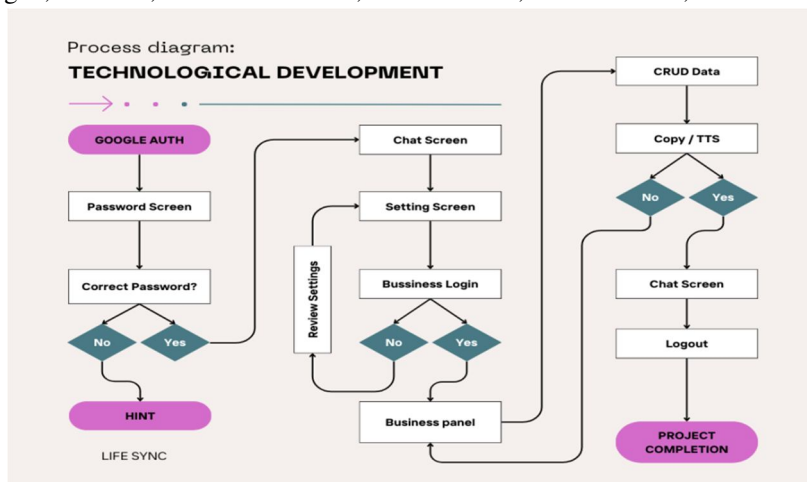 Process diagram:
TECHNOLOGICAL DEVELOPMENT
GOOGLE AUTH
Password Screen
Correct Password?
No
Yes
HINT
LIFE SYNC
Chat Screen
Setting Screen
Review Settings
Bussiness Login
No
Yes
Business panel
CRUD Data
Copy / TTS
No
Yes
Chat Screen
Logout
PROJECT
COMPLETION